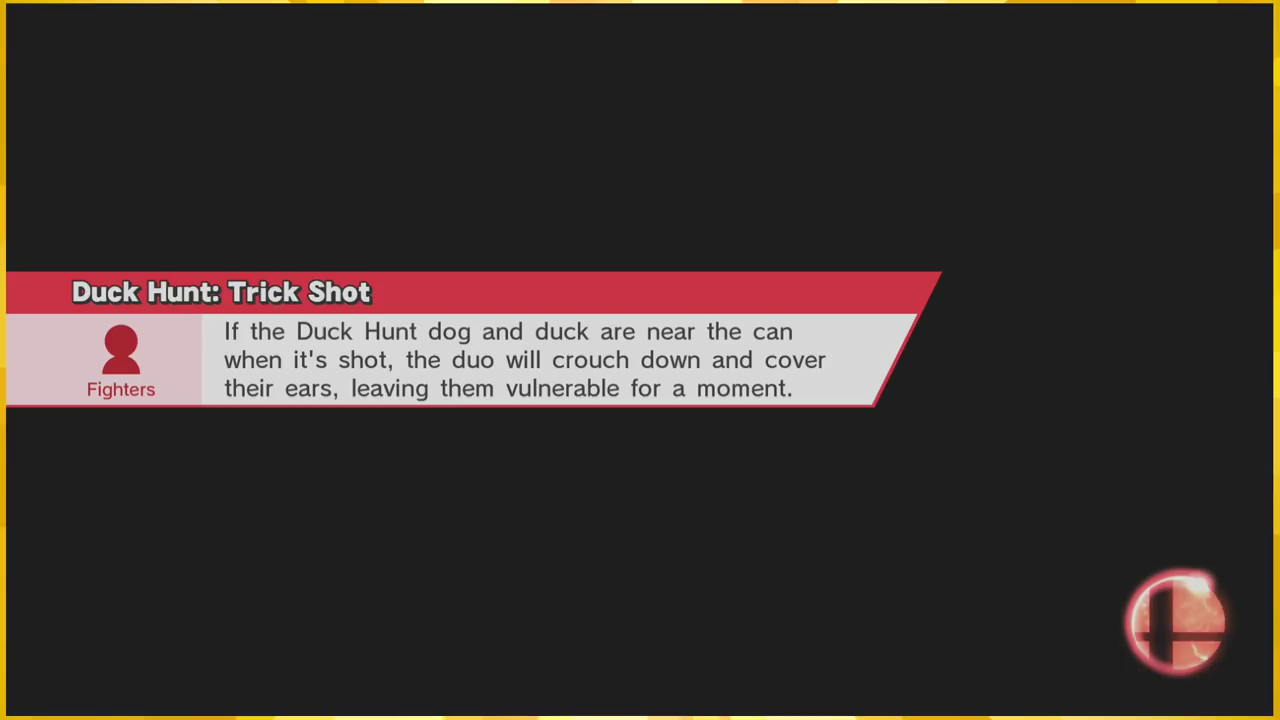 Duck Hunt: Trick Shot
Fighters
If the Duck Hunt dog and duck are near the can
when it's shot, the duo will crouch down and cover
their ears, leaving them vulnerable for a moment.